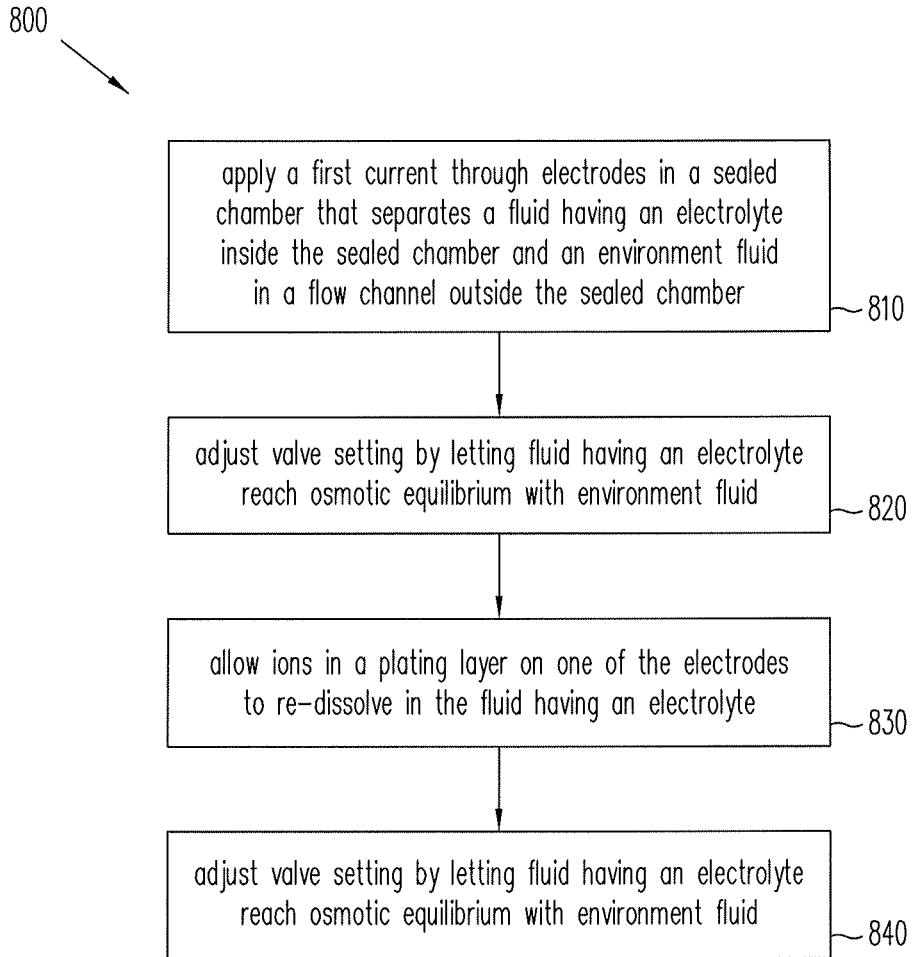 800
apply a first current through electrodes in a sealed
chamber that separates a fluid having an electrolyte
inside the sealed chamber and an environment fluid
in a flow channel outside the sealed chamber
810
adjust valve setting by letting fluid having an electrolyte
reach osmotic equilibrium with environment fluid
820
allow ions in a plating layer on one of the electrodes
to re-dissolve in the fluid having an electrolyte
830
adjust valve setting by letting fluid having an electrolyte
reach osmotic equilibrium with environment fluid
840